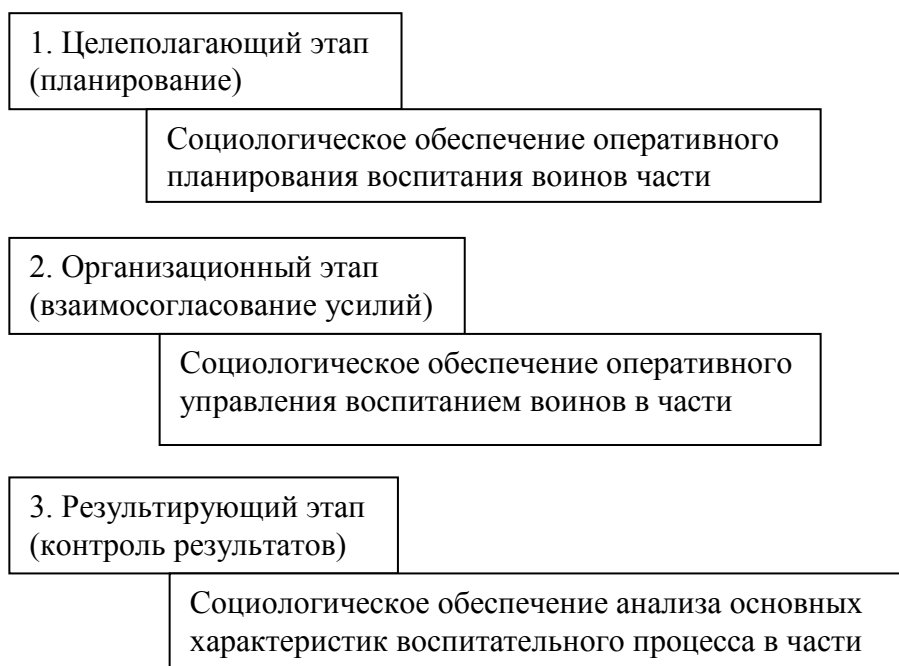 1. Целеполагающий этап
(планирование)
Социологическое обеспечение оперативного
планирования воспитания воинов части
2. Организационный этап
(взаимосогласование усилий)
Социологическое обеспечение оперативного
управления воспитанием воинов в части
3. Результирующий этап
(контроль результатов)
Социологическое обеспечение анализа основных
характеристик воспитательного процесса в части